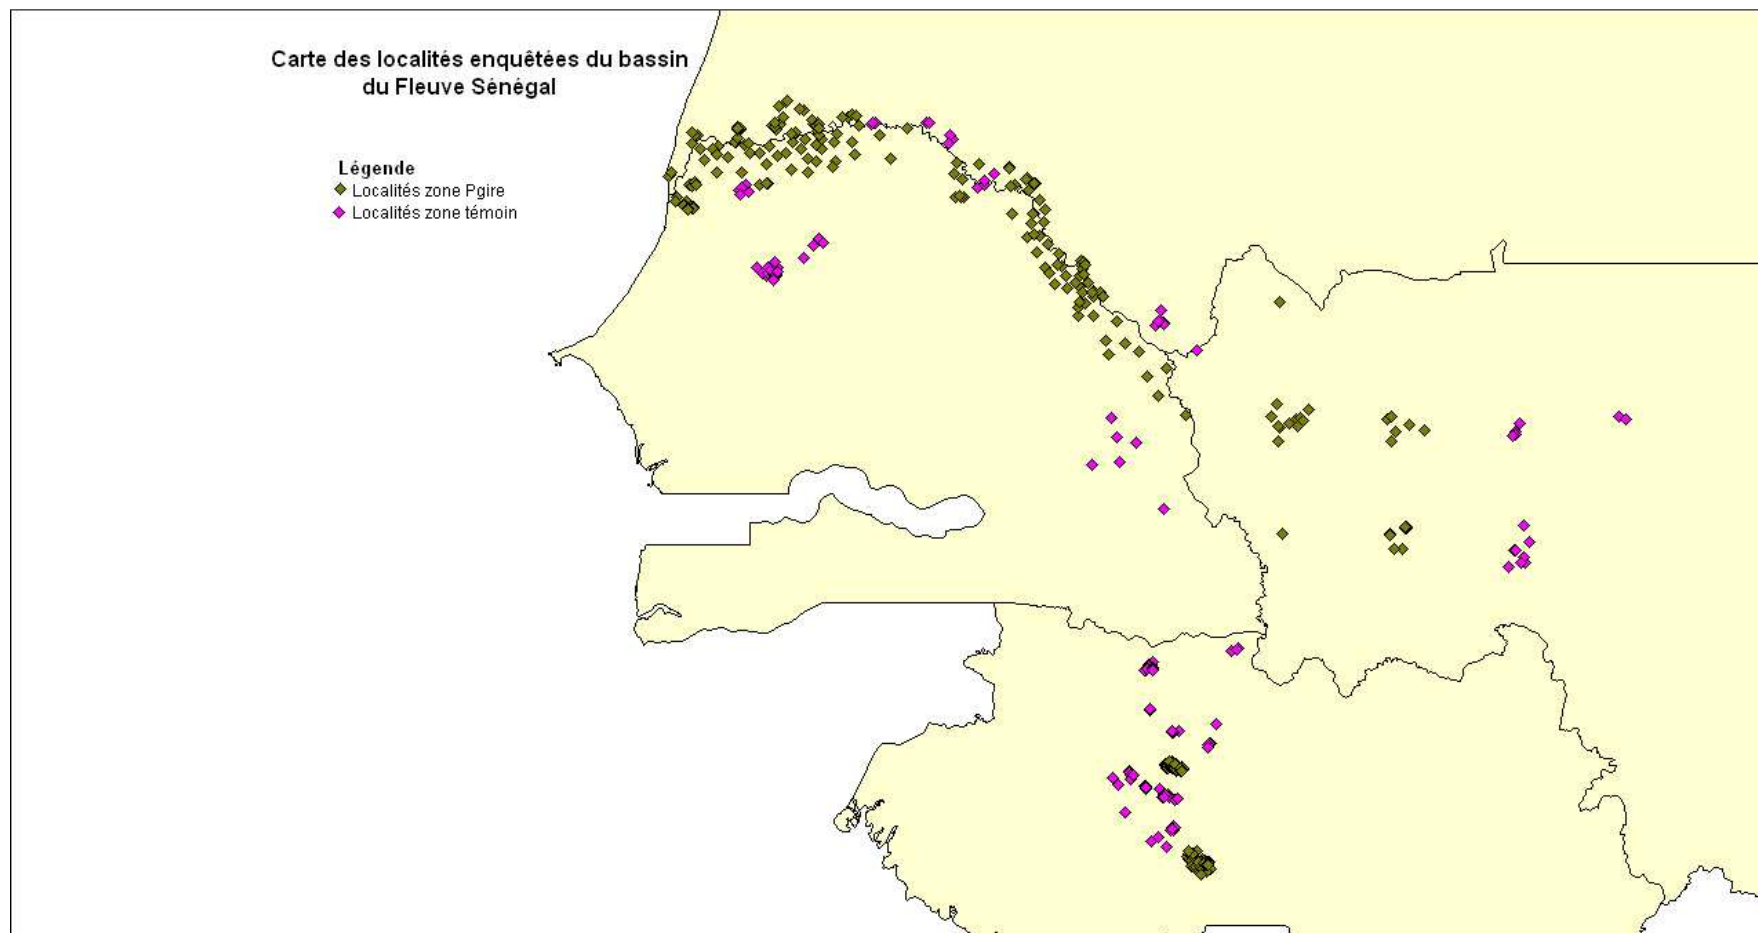 Carte des localités enquêtées du bassin
du Fleuve Sénégal
Légende
Localités zone Pgire
Localités zone témoin